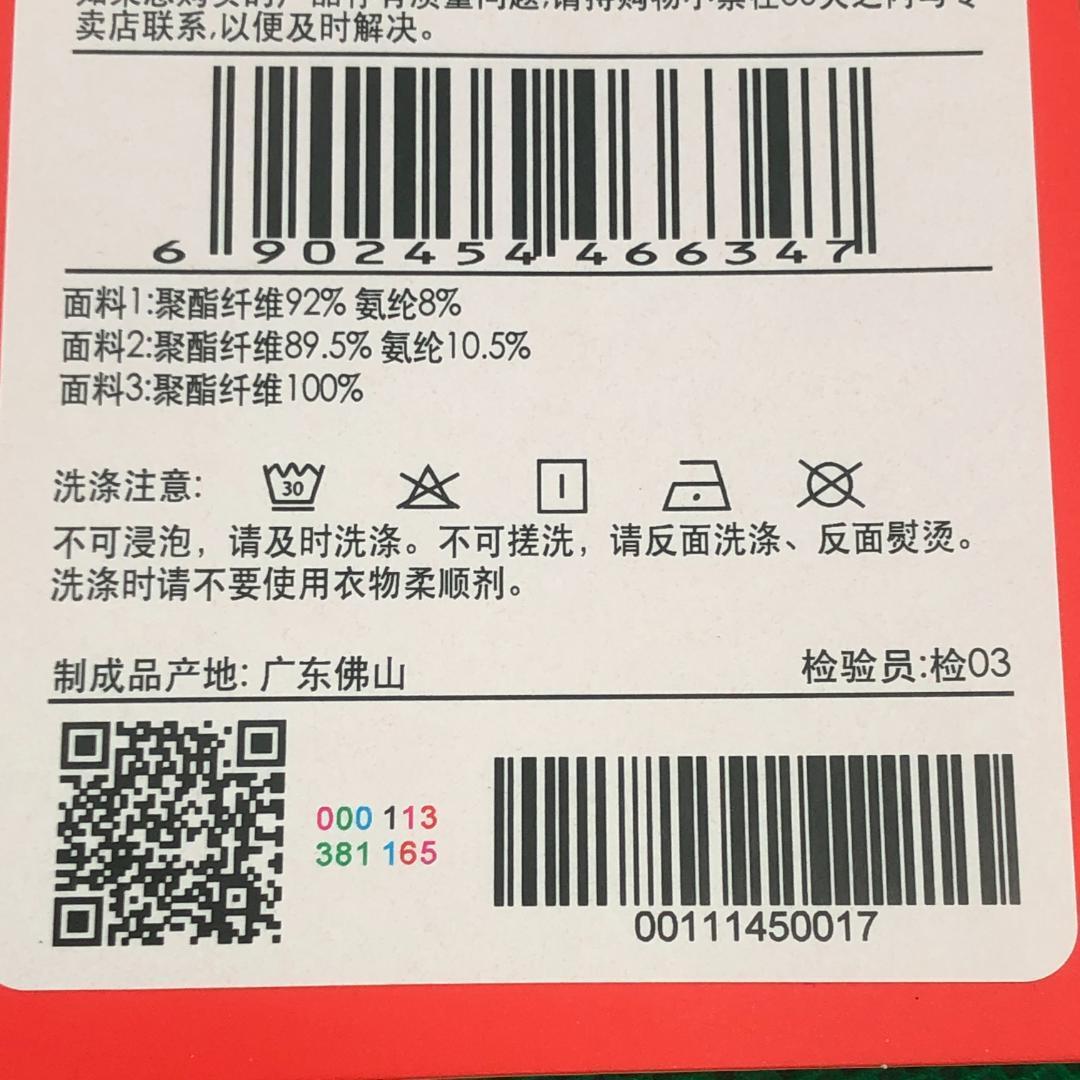 卖店联系,以便及时解决。
6 902454 466347
面料1:聚酯纤维92% 氨纶8%
面料2:聚酯纤维89.5% 氨纶10.5%
面料3:聚酯纤维100%
洗涤注意:
30
不可浸泡，请及时洗涤。不可搓洗，请反面洗涤、反面熨烫。
洗涤时请不要使用衣物柔顺剂。
制成品产地: 广东佛山
检验员:检03
000 113
381 165
00111450017